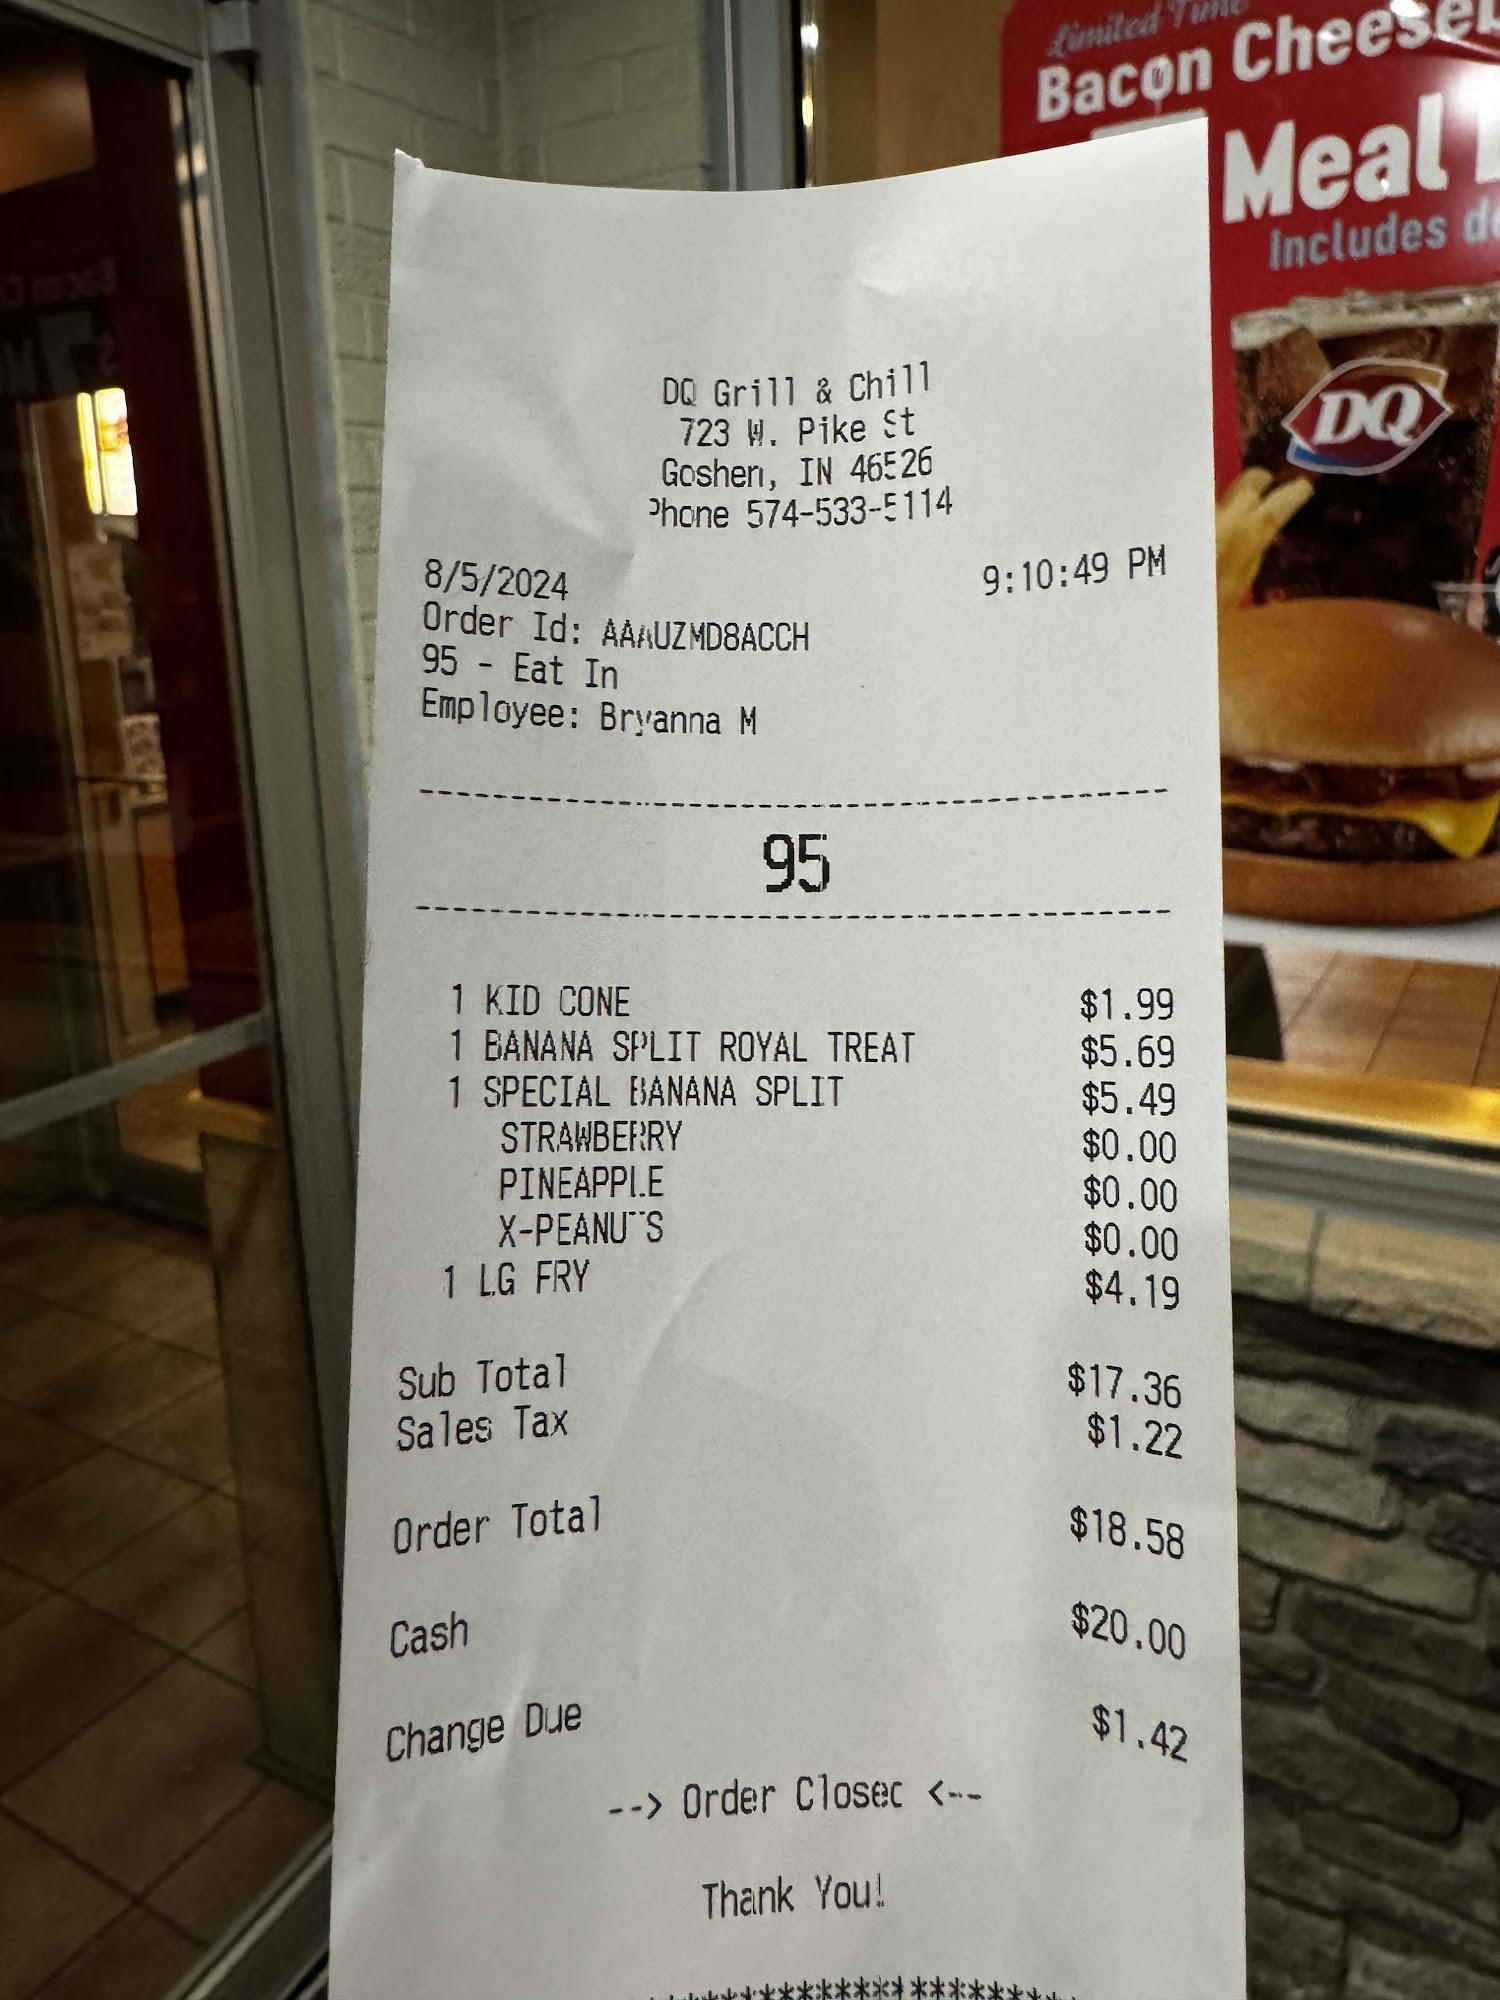 Limited Time
Bacon Cheese
Meal
Includes
DQ
DQ Grill & Chill
723 W. Pike St
Goshen, IN 46526
Phone 574-533-5114
8/5/2024 9:10:49 PM
Order Id: AAAUZMD8ACCH
95 - Eat In
Employee: Bryanna M
95
1 KID CONE $1.99
1 BANANA SPLIT ROYAL TREAT $5.69
1 SPECIAL BANANA SPLIT $5.49
STRAWBERRY $0.00
PINEAPPLE $0.00
X-PEANUTS $0.00
1 LG FRY $4.19
Sub Total $17.36
Sales Tax $1.22
Order Total $18.58
Cash $20.00
Change Due $1.42
--> Order Closed <---
Thank You!